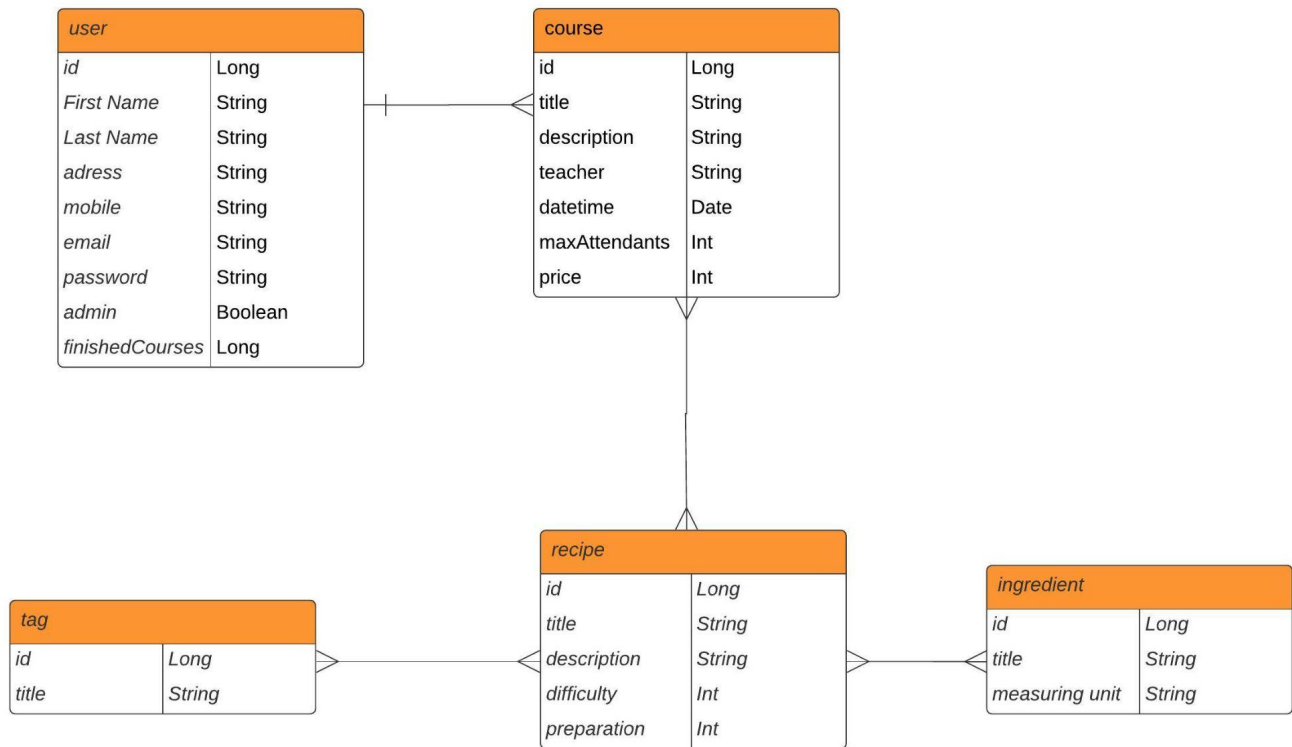 user
id Long
First Name String
Last Name String
adress String
mobile String
email String
password String
admin Boolean
finishedCourses Long
course
id Long
title String
description String
teacher String
datetime Date
maxAttendants Int
price Int
recipe
id Long
title String
description String
difficulty Int
preparation Int
tag
id Long
title String
ingredient
id Long
title String
measuring unit String